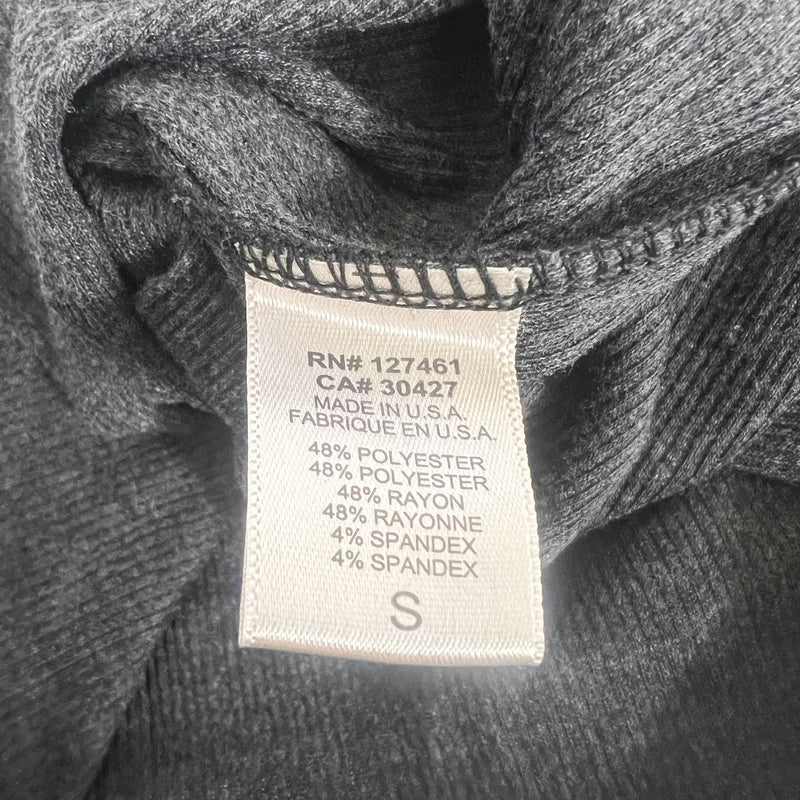 RN# 127461
CA# 30427
MADE IN U.S.A.
FABRIQUE EN U.S.A.
48% POLYESTER
48% POLYESTER
48% RAYON
48% RAYONNE
4% SPANDEX
4% SPANDEX
S